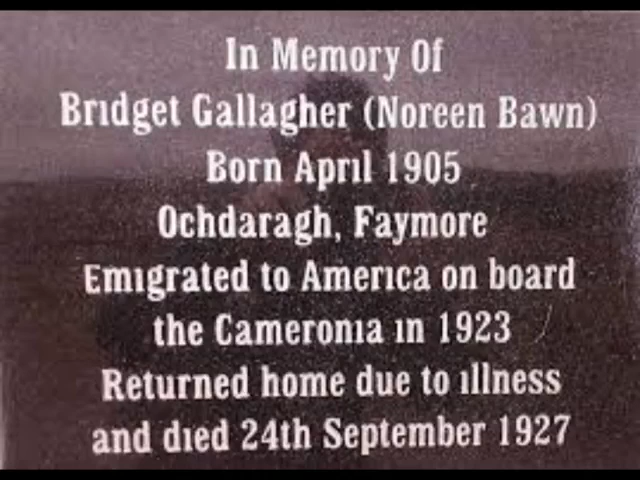 In Memory Of
Bridget Gallagher (Noreen Bawn)
Born April 1905
Ochdaragh, Faymore
Emigrated to America on board
the Cameronia in 1923
Returned home due to illness
and died 24th September 1927